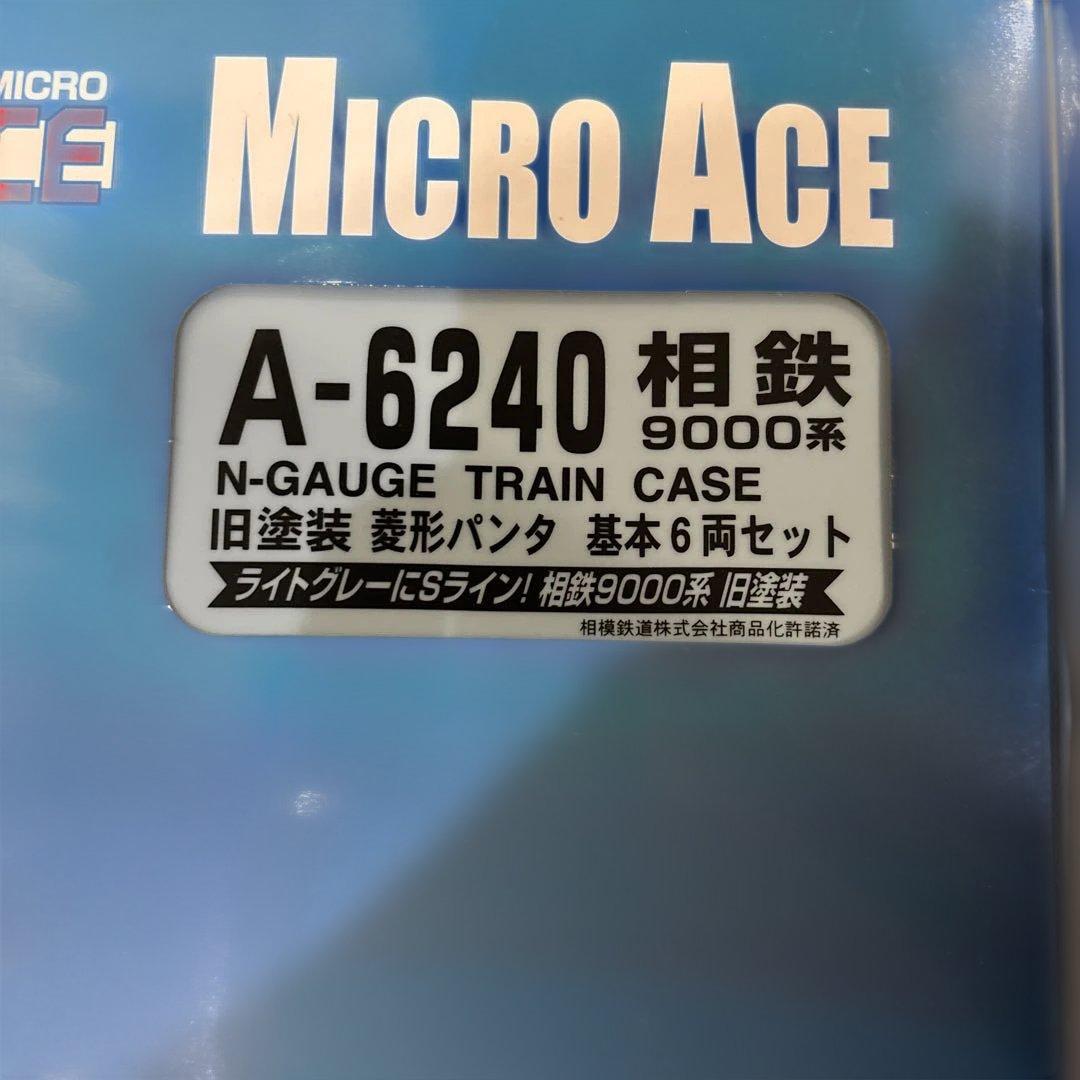 MICRO
ACE
MICRO ACE
A-6240 相鉄
9000系
N-GAUGE TRAIN CASE
旧塗装 菱形パンタ 基本6両セット
ライトグレーにSライン! 相鉄9000系 旧塗装
相模鉄道株式会社商品化許諾済